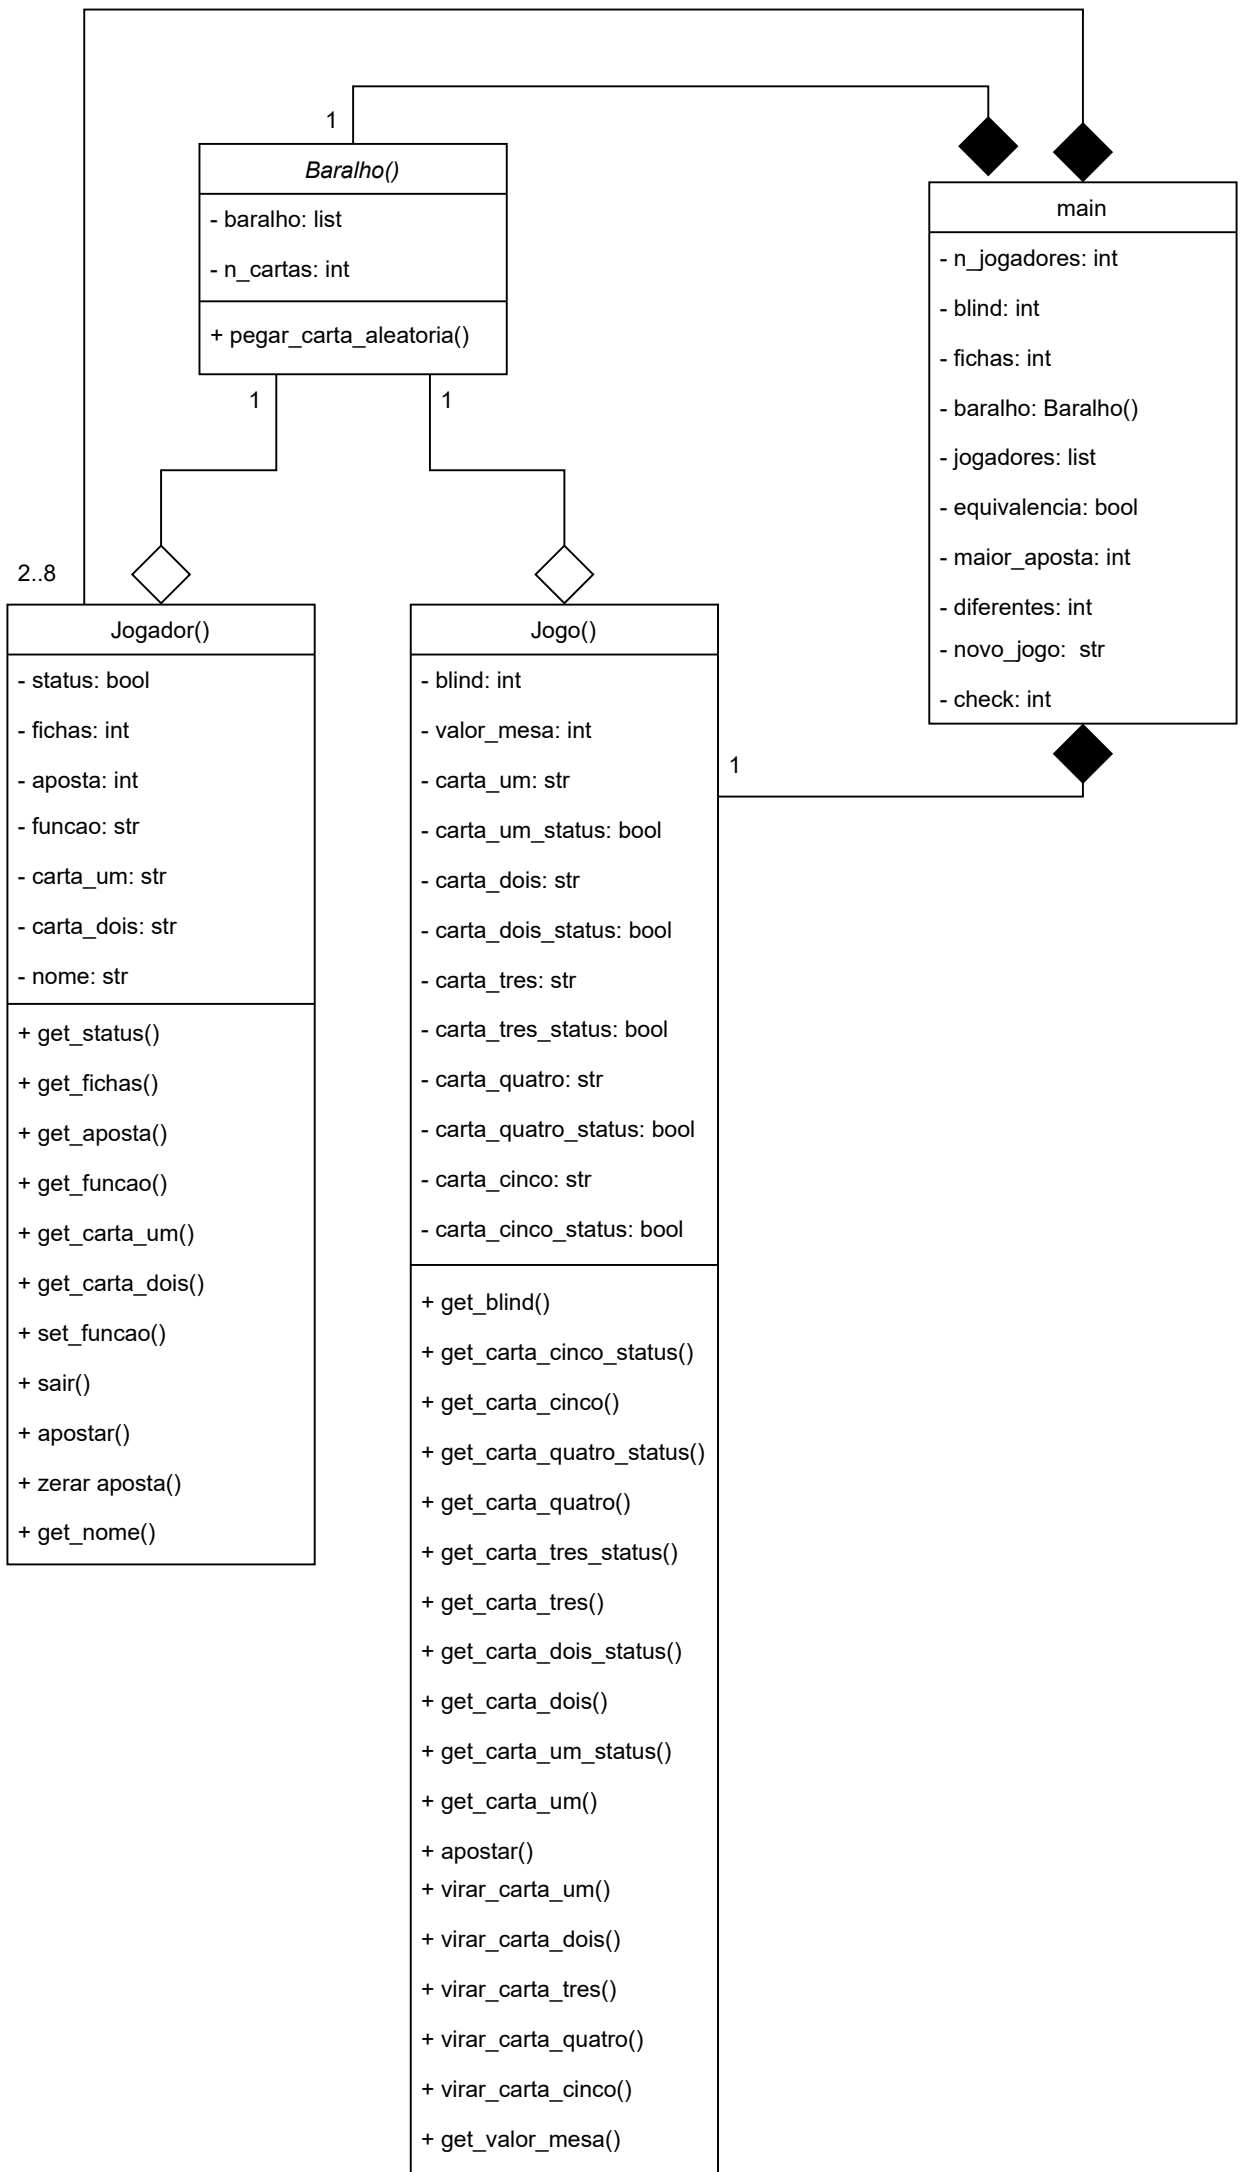 1
Baralho()
- baralho: list
- n_cartas: int
+ pegar_carta_aleatoria()
1
1
main
- n_jogadores: int
- blind: int
- fichas: int
- baralho: Baralho()
- jogadores: list
- equivalencia: bool
- maior_aposta: int
- diferentes: int
- novo_jogo:  str
- check: int
2..8
Jogador()
- status: bool
- fichas: int
- aposta: int
- funcao: str
- carta_um: str
- carta_dois: str
- nome: str
+ get_status()
+ get_fichas()
+ get_aposta()
+ get_funcao()
+ get_carta_um()
+ get_carta_dois()
+ set_funcao()
+ sair()
+ apostar()
+ zerar aposta()
+ get_nome()
Jogo()
- blind: int
- valor_mesa: int
- carta_um: str
- carta_um_status: bool
- carta_dois: str
- carta_dois_status: bool
- carta_tres: str
- carta_tres_status: bool
- carta_quatro: str
- carta_quatro_status: bool
- carta_cinco: str
- carta_cinco_status: bool
+ get_blind()
+ get_carta_cinco_status()
+ get_carta_cinco()
+ get_carta_quatro_status()
+ get_carta_quatro()
+ get_carta_tres_status()
+ get_carta_tres()
+ get_carta_dois_status()
+ get_carta_dois()
+ get_carta_um_status()
+ get_carta_um()
+ apostar()
+ virar_carta_um()
+ virar_carta_dois()
+ virar_carta_tres()
+ virar_carta_quatro()
+ virar_carta_cinco()
+ get_valor_mesa()
1